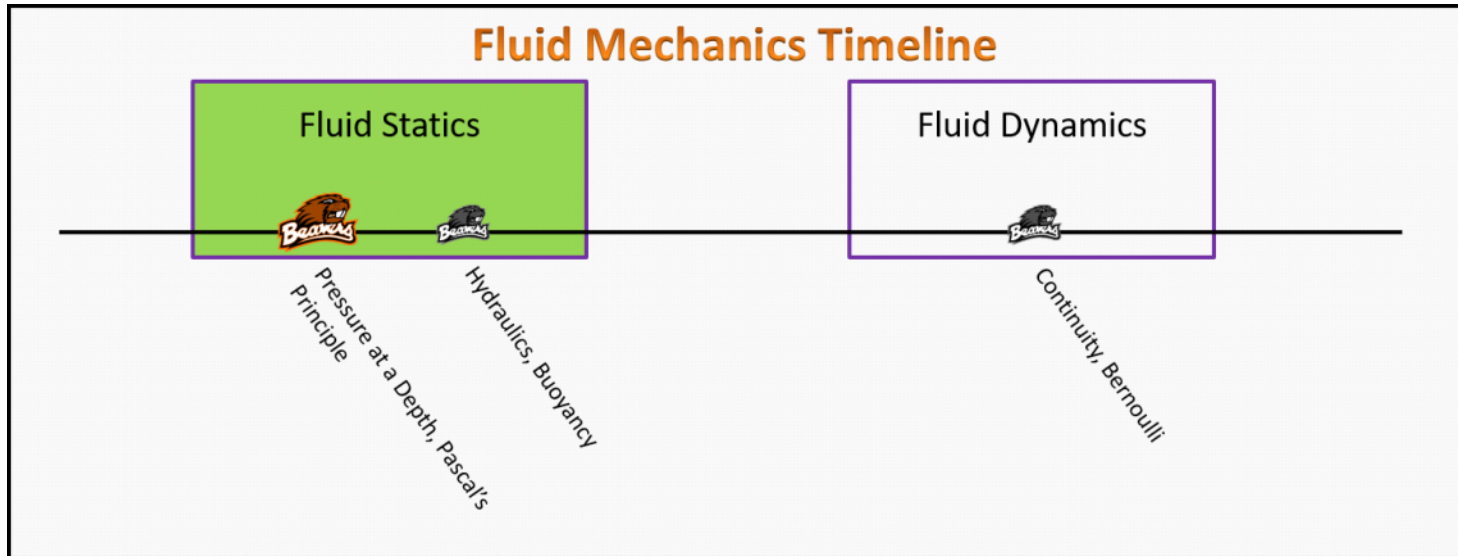 Fluid Mechanics Timeline
Fluid Statics
Fluid Dynamics
Beavers
Beavers
Beavers
Pressure at a Depth, Pascal's
Principle
Hydraulics, Buoyancy
Continuity, Bernoulli